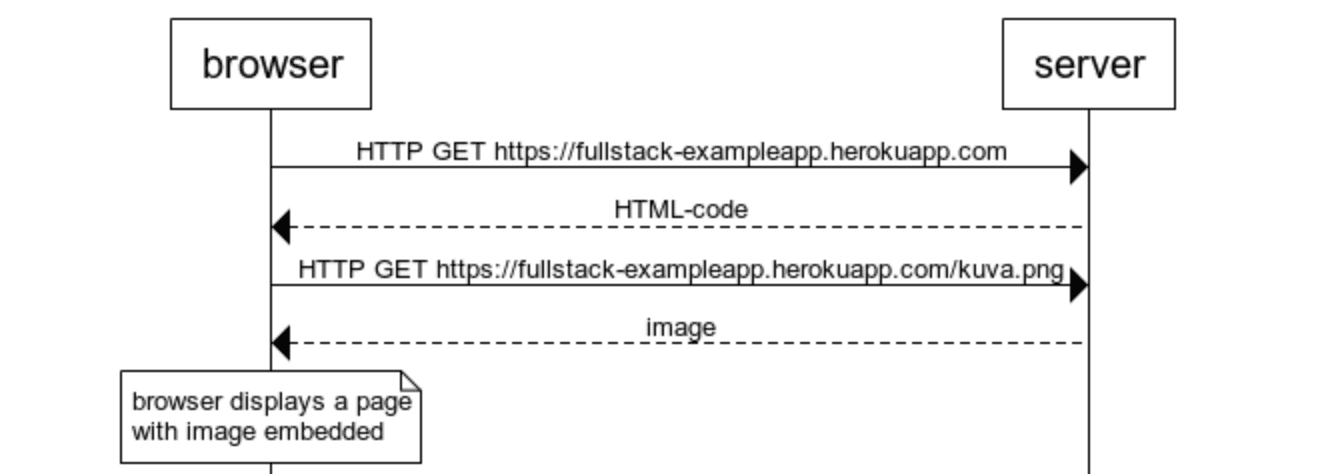 browser
server
HTTP GET https://fullstack-exampleapp.herokuapp.com
HTML-code
HTTP GET https://fullstack-exampleapp.herokuapp.com/kuva.png
image
browser displays a page
with image embedded